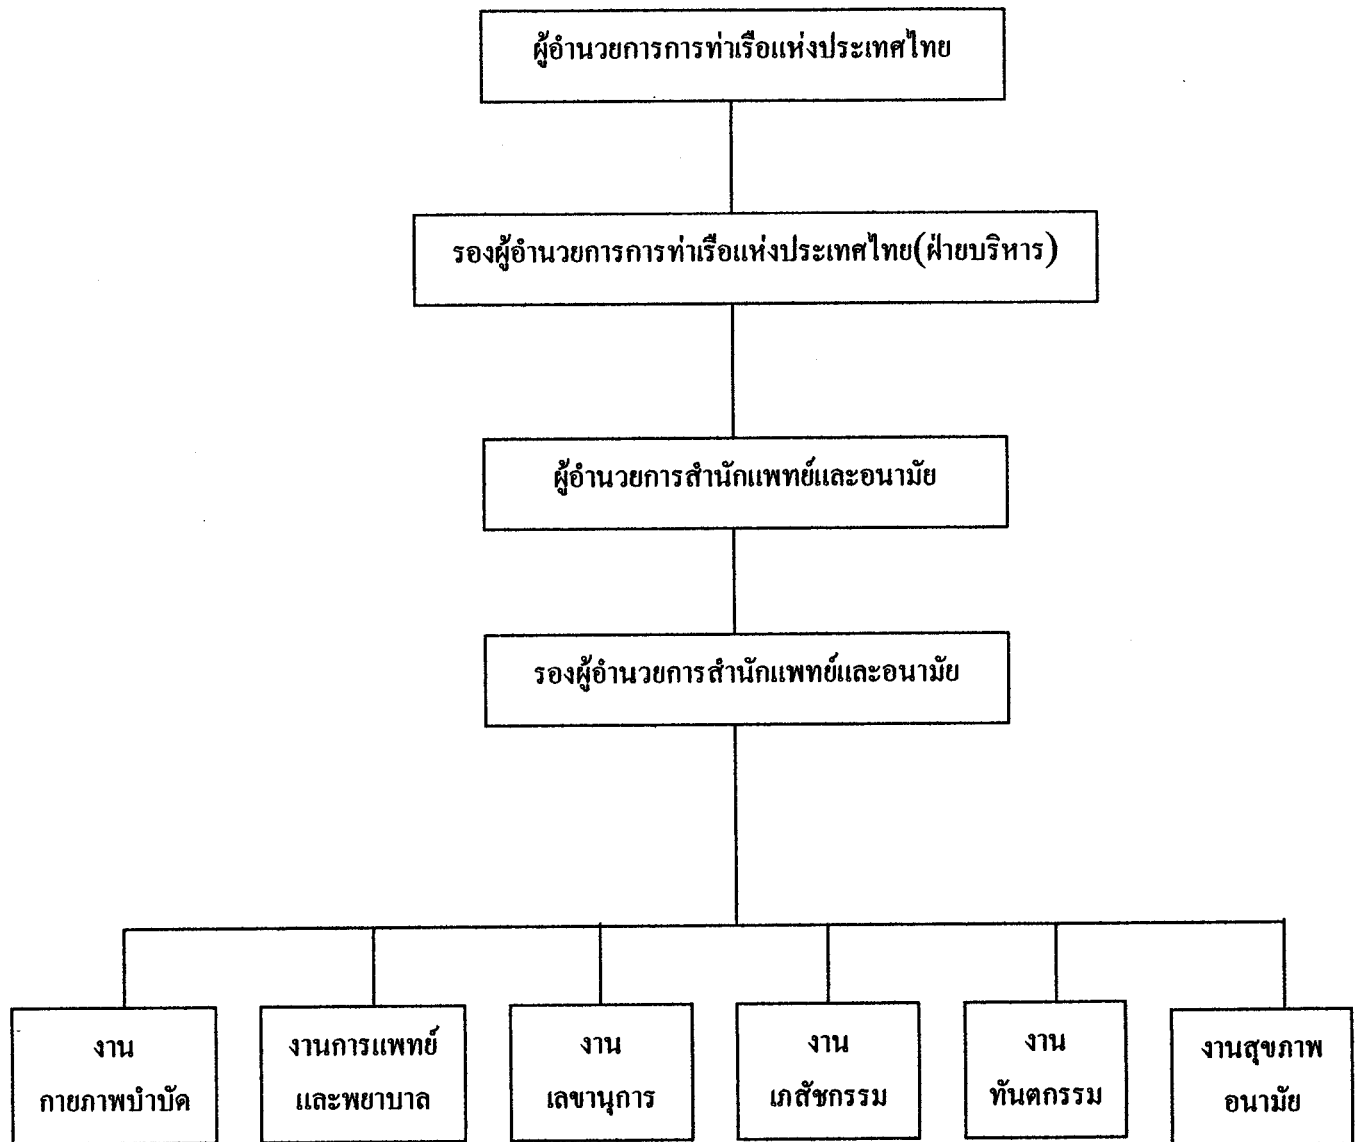 ผู้อำนวยการการท่าเรือแห่งประเทศไทย
รองผู้อำนวยการการท่าเรือแห่งประเทศไทย(ฝ่ายบริหาร)
ผู้อำนวยการสำนักแพทย์และอนามัย
รองผู้อำนวยการสำนักแพทย์และอนามัย
งาน
กายภาพบำบัด
งานการแพทย์
และพยาบาล
งาน
เลขานุการ
งาน
เภสัชกรรม
งาน
ทันตกรรม
งานสุขภาพ
อนามัย